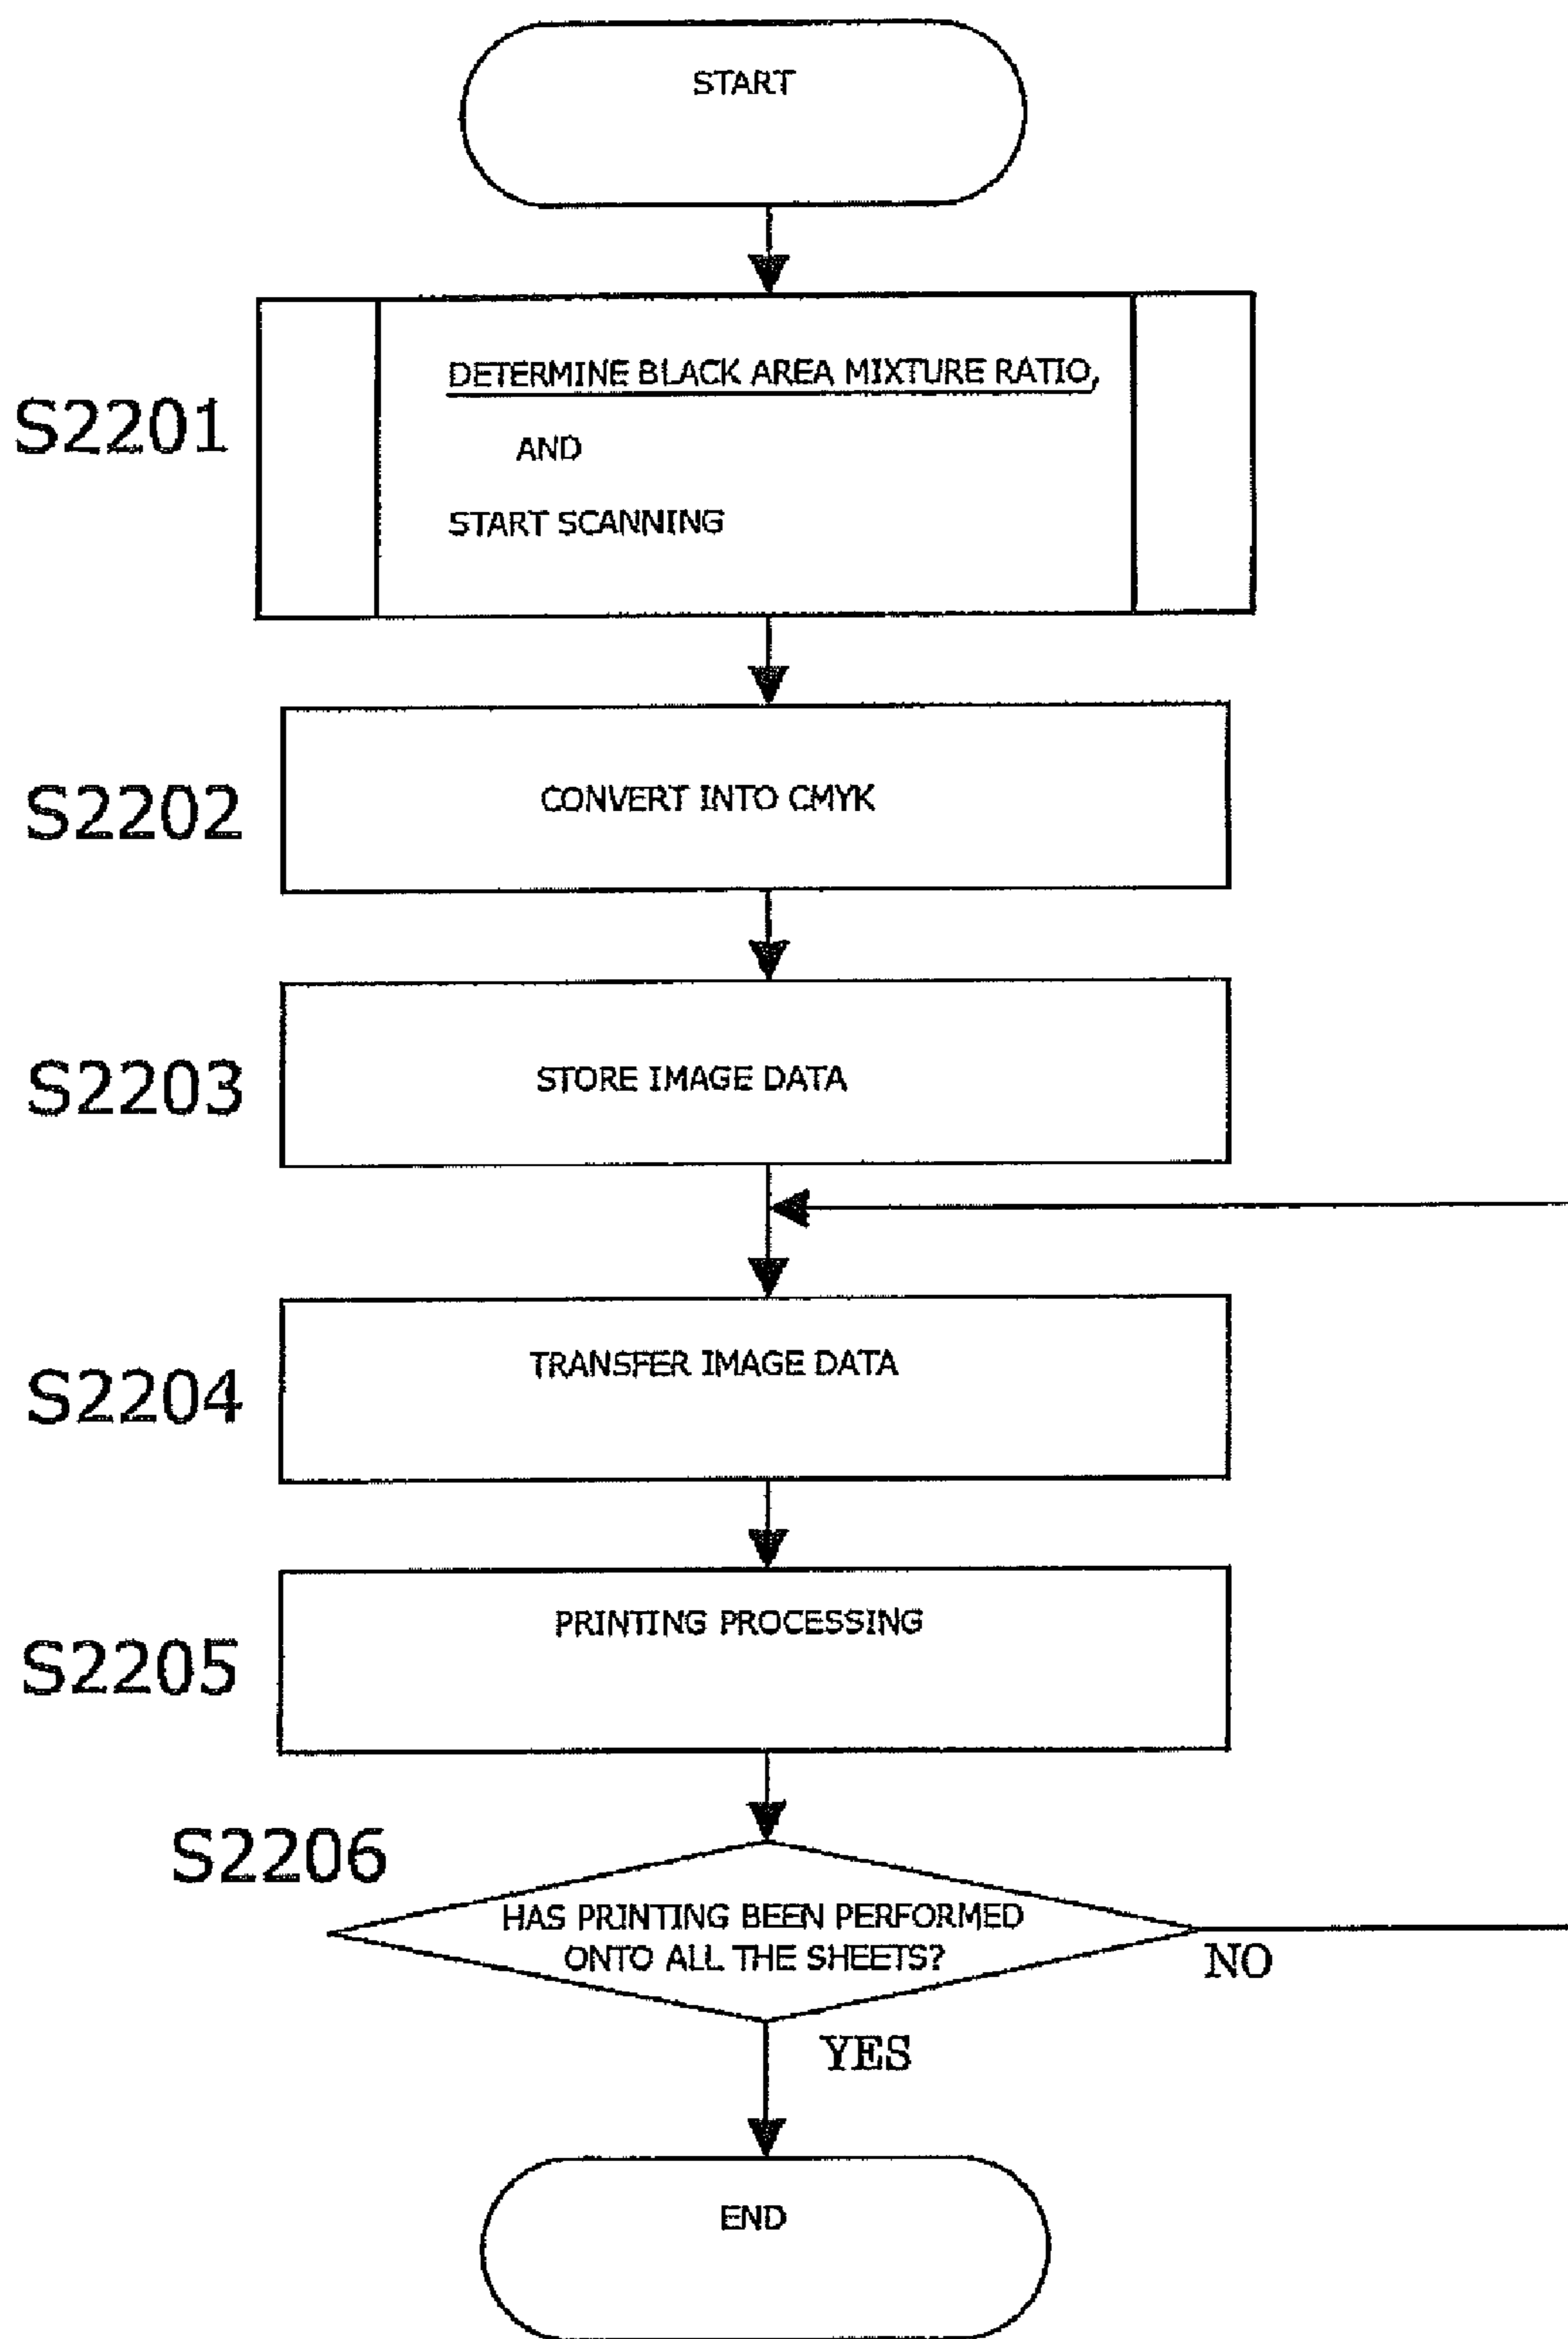 START
S2201
DETERMINE BLACK AREA MIXTURE RATIO,
AND
START SCANNING
S2202
CONVERT INTO CMYK
S2203
STORE IMAGE DATA
S2204
TRANSFER IMAGE DATA
S2205
PRINTING PROCESSING
S2206
HAS PRINTING BEEN PERFORMED
ONTO ALL THE SHEETS?
NO
YES
END